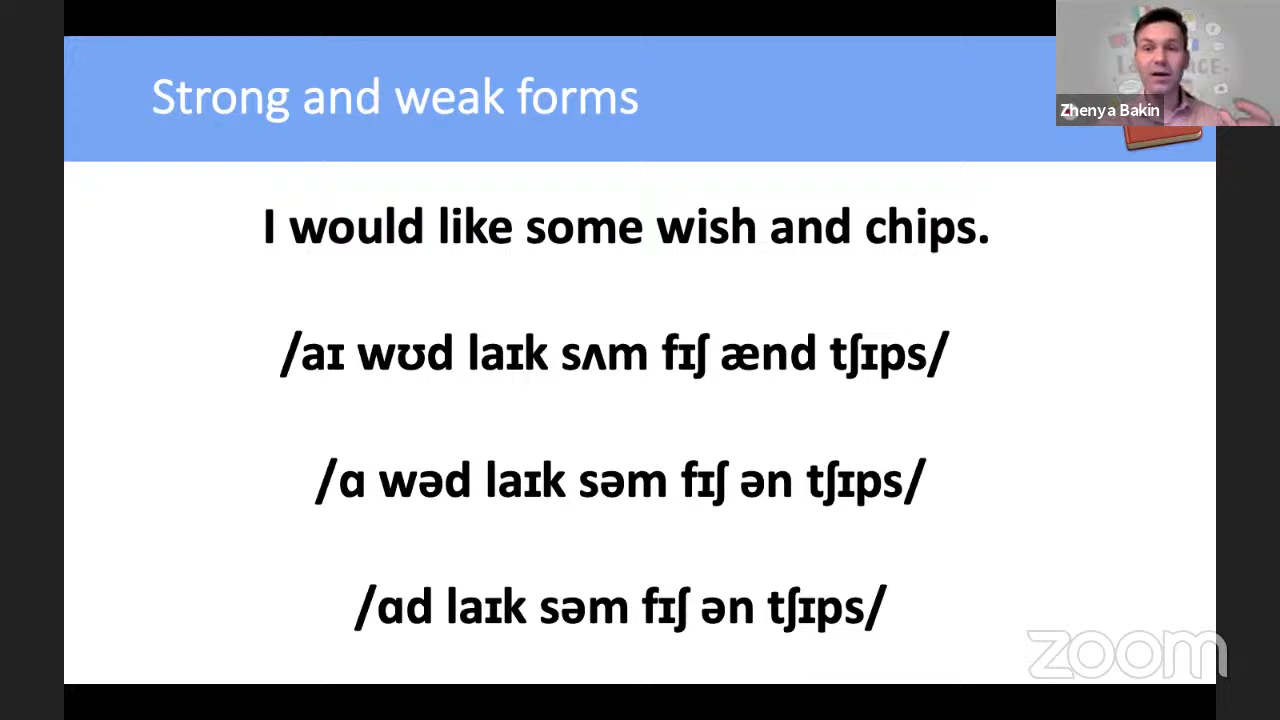 Strong and weak forms
Zhenya Bakin
I would like some wish and chips.
/aɪ wʊd laɪk sʌm fɪʃ ænd tʃɪps/
/ɑ wəd laɪk səm fɪʃ ən tʃɪps/
/ɑd laɪk səm fɪʃ ən tʃɪps/
zoom